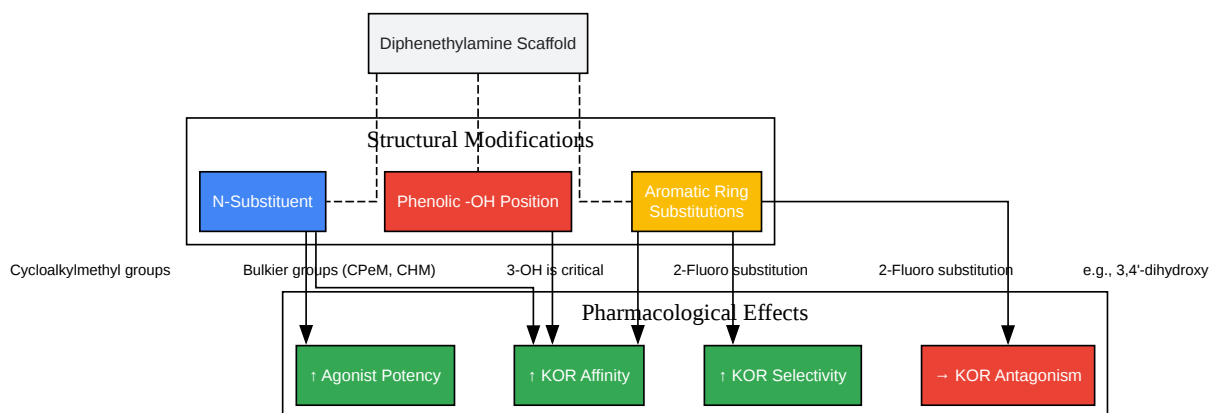 Diphenethylamine Scaffold
Structural Modifications
N-Substituent
Phenolic -OH Position
Aromatic Ring
Substitutions
Cycloalkylmethyl groups
Bulkier groups (CPeM, CHM)
3-OH is critical
2-Fluoro substitution
2-Fluoro substitution
e.g., 3,4'-dihydroxy
Pharmacological Effects
↑ Agonist Potency
↑ KOR Affinity
↑ KOR Selectivity
→ KOR Antagonism